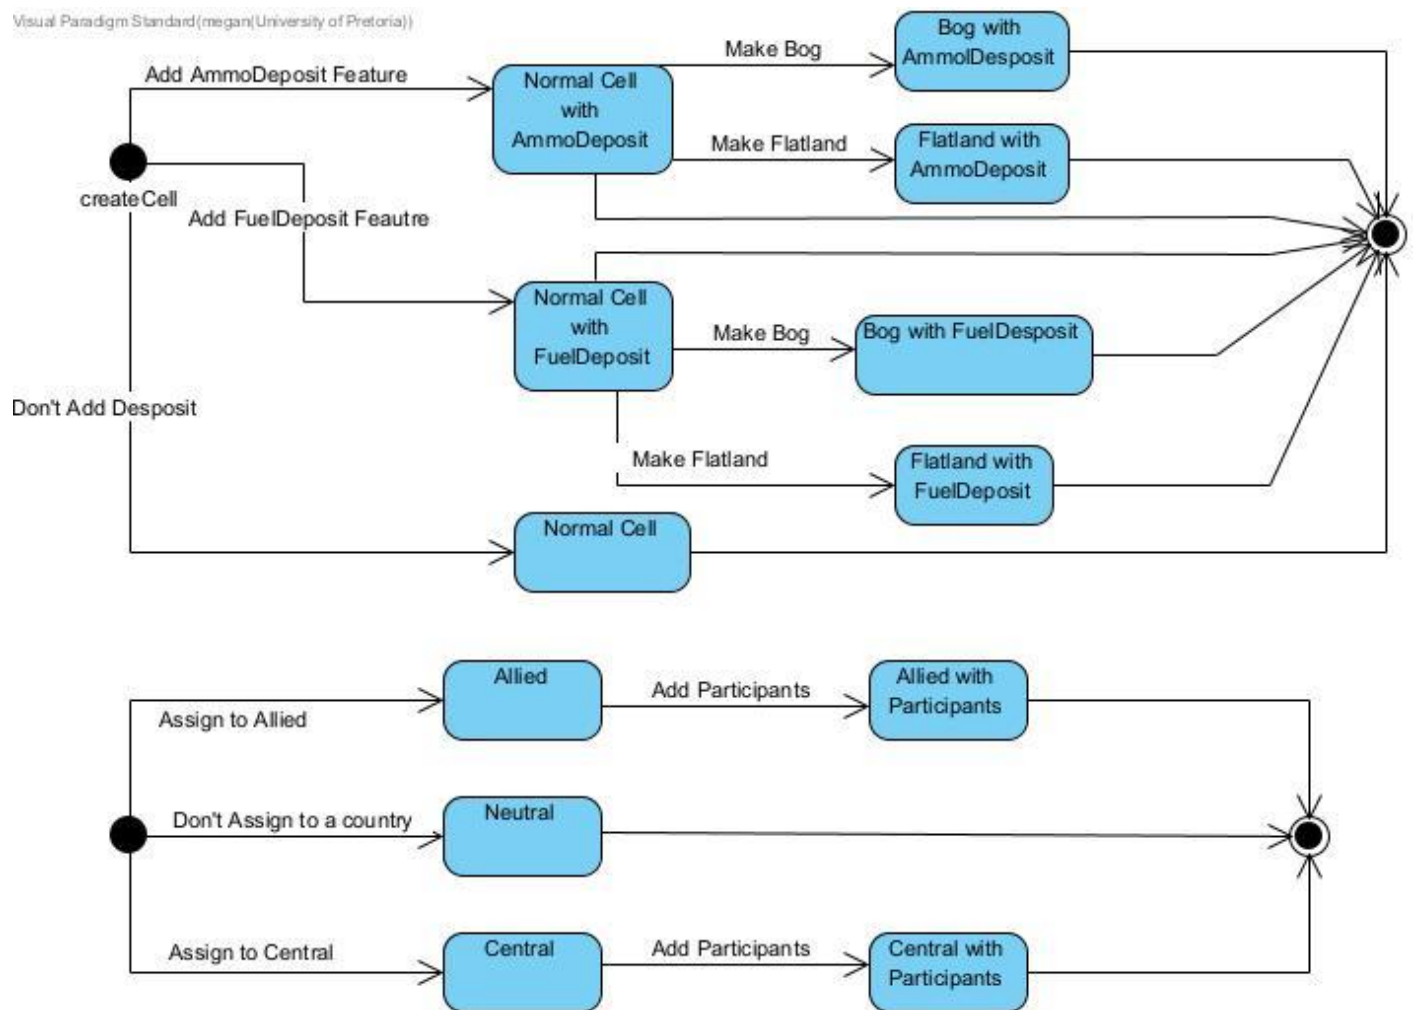 Visual Paradigm Standard(megan(University of Pretoria))
Add AmmoDeposit Feature
Normal Cell
with
AmmoDeposit
Make Bog
Bog with
AmmolDesposit
Make Flatland
Flatland with
AmmoDeposit
createCell
Add FuelDeposit Feautre
Normal Cell
with
FuelDeposit
Make Bog
Bog with FuelDesposit
Don't Add Desposit
Make Flatland
Flatland with
FuelDeposit
Normal Cell
Assign to Allied
Allied
Add Participants
Allied with
Participants
Don't Assign to a country
Neutral
Assign to Central
Central
Add Participants
Central with
Participants